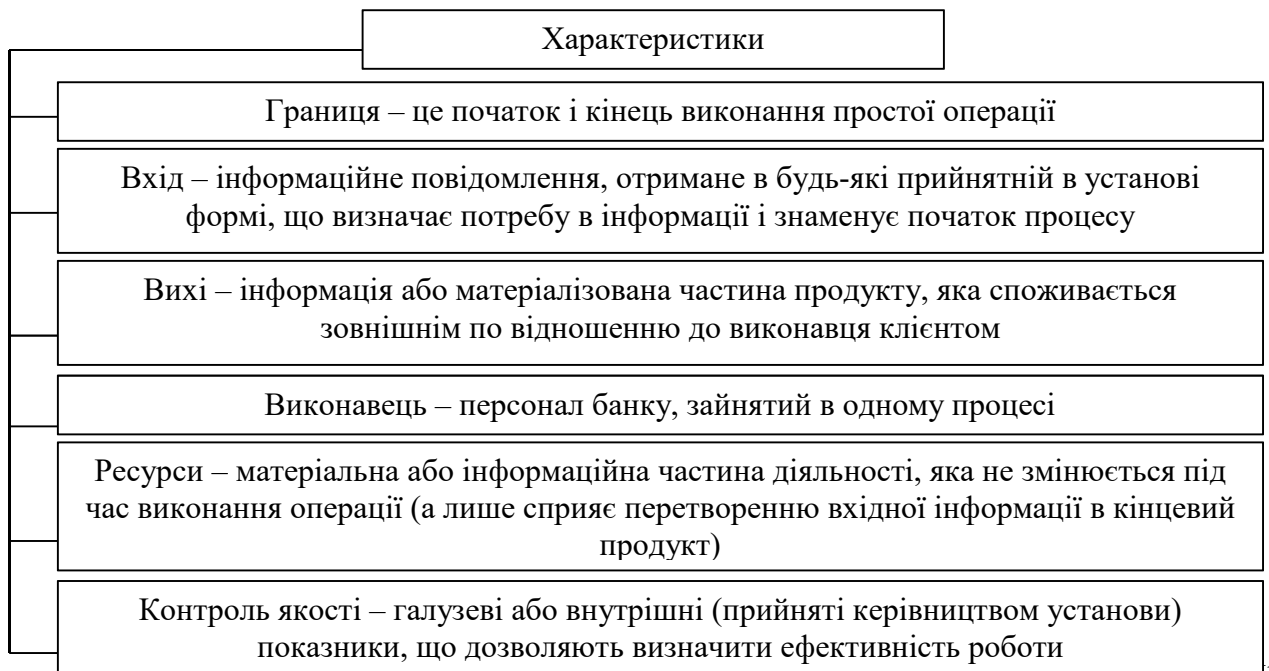 Характеристики
Границя – це початок і кінець виконання простої операції
Вхід – інформаційне повідомлення, отримане в будь-які прийнятній в установі
формі, що визначає потребу в інформації і знаменує початок процесу
Вихі – інформація або матеріалізована частина продукту, яка споживається
зовнішнім по відношенню до виконавця клієнтом
Виконавець – персонал банку, зайнятий в одному процесі
Ресурси – матеріальна або інформаційна частина діяльності, яка не змінюється під
час виконання операції (а лише сприяє перетворенню вхідної інформації в кінцевий
продукт)
Контроль якості – галузеві або внутрішні (прийняті керівництвом установи)
показники, що дозволяють визначити ефективність роботи